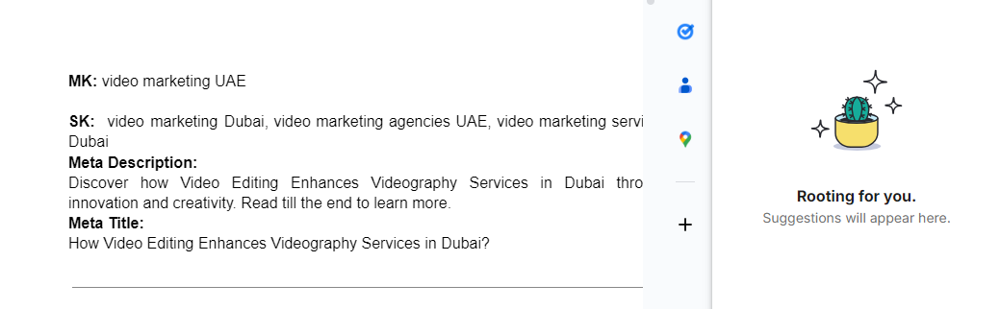 MK: video marketing UAE
SK: video marketing Dubai, video marketing agencies UAE, video marketing servi
Dubai
Meta Description:
Discover how Video Editing Enhances Videography Services in Dubai thro
innovation and creativity. Read till the end to learn more.
Meta Title:
How Video Editing Enhances Videography Services in Dubai?
Rooting for you.
Suggestions will appear here.